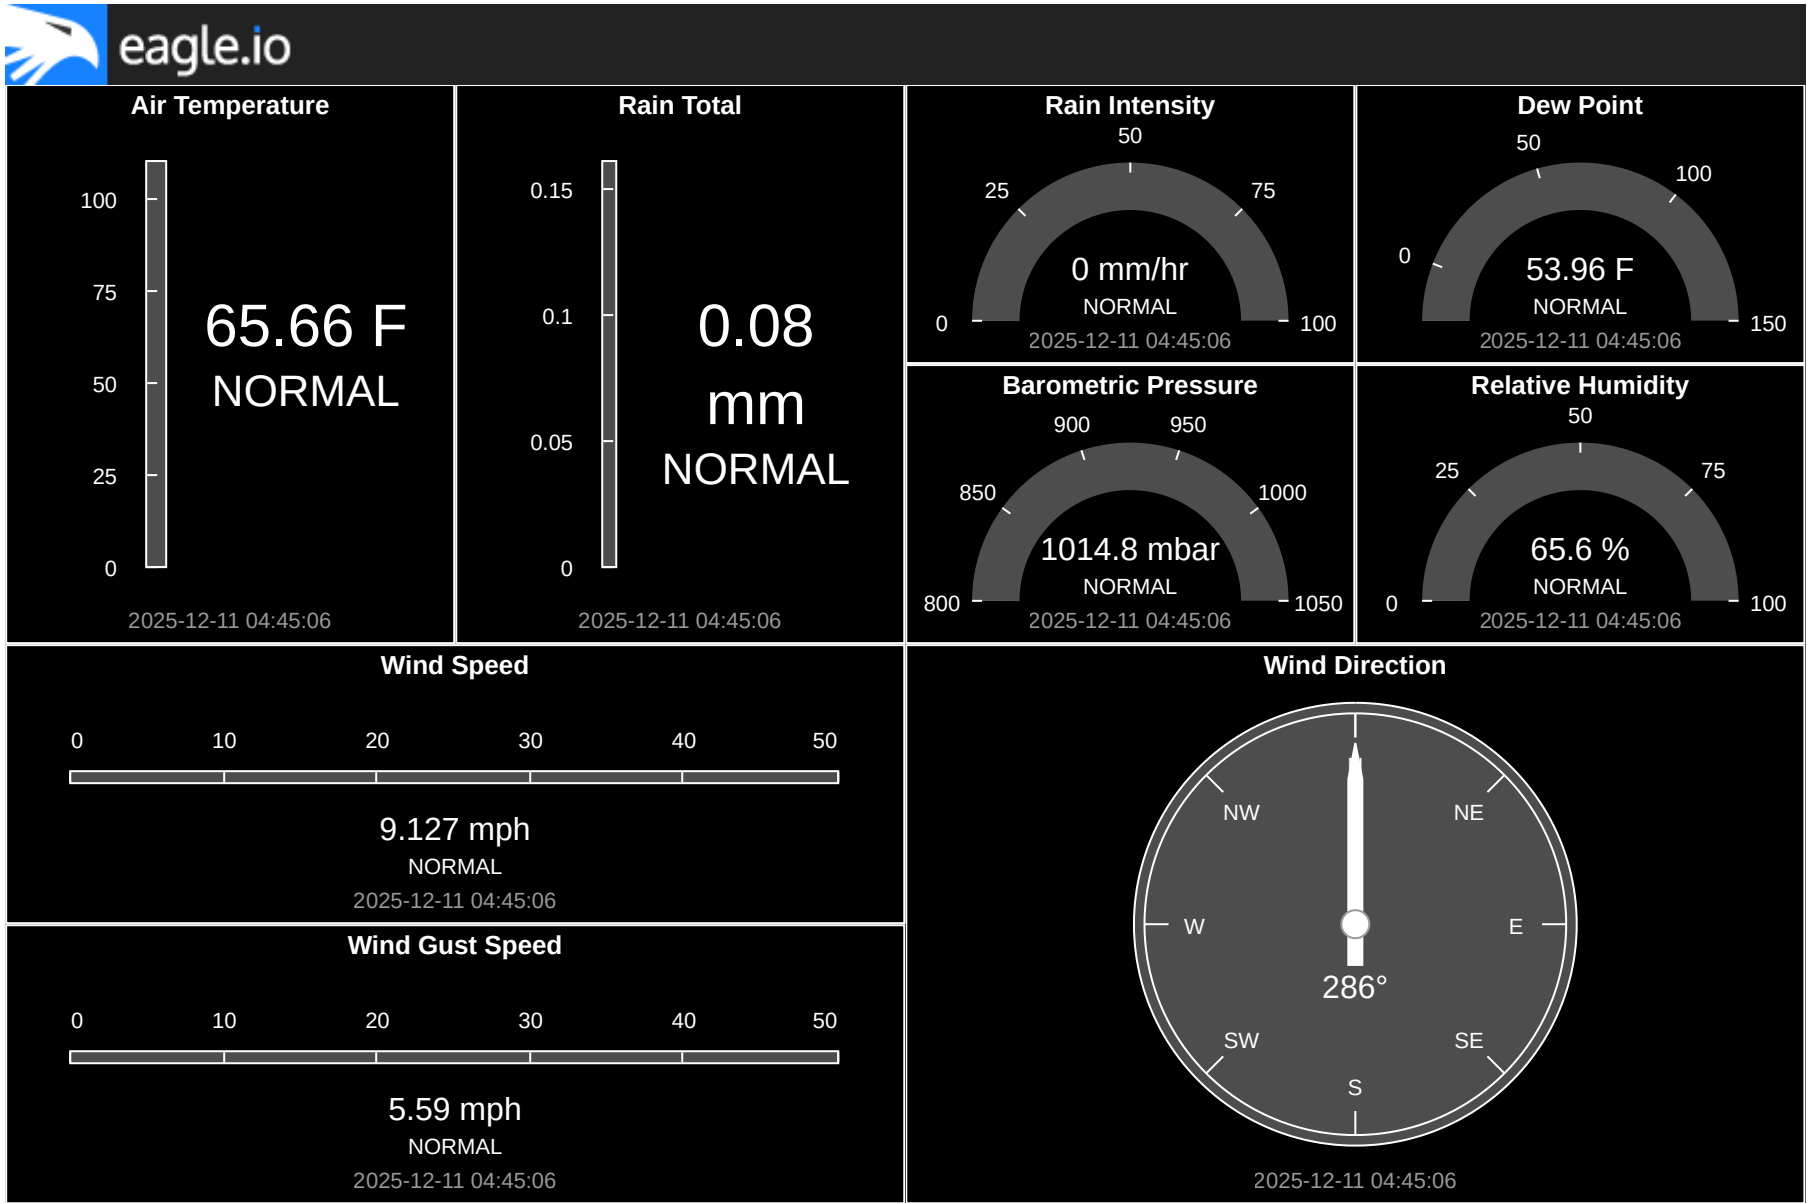 eagle.io
Air Temperature
100
75
50
25
0
65.66 F
NORMAL
2025-12-11 04:45:06
Rain Total
0.15
0.1
0.05
0
0.08
mm
NORMAL
2025-12-11 04:45:06
Rain Intensity
50
25
75
0
100
0 mm/hr
NORMAL
2025-12-11 04:45:06
Dew Point
50
100
0
150
53.96 F
NORMAL
2025-12-11 04:45:06
Barometric Pressure
900
950
850
1000
800
1050
1014.8 mbar
NORMAL
2025-12-11 04:45:06
Relative Humidity
50
25
75
0
100
65.6 %
NORMAL
2025-12-11 04:45:06
Wind Speed
0 10 20 30 40 50
9.127 mph
NORMAL
2025-12-11 04:45:06
Wind Gust Speed
0 10 20 30 40 50
5.59 mph
NORMAL
2025-12-11 04:45:06
Wind Direction
NW NE
W E
286°
SW SE
S
2025-12-11 04:45:06